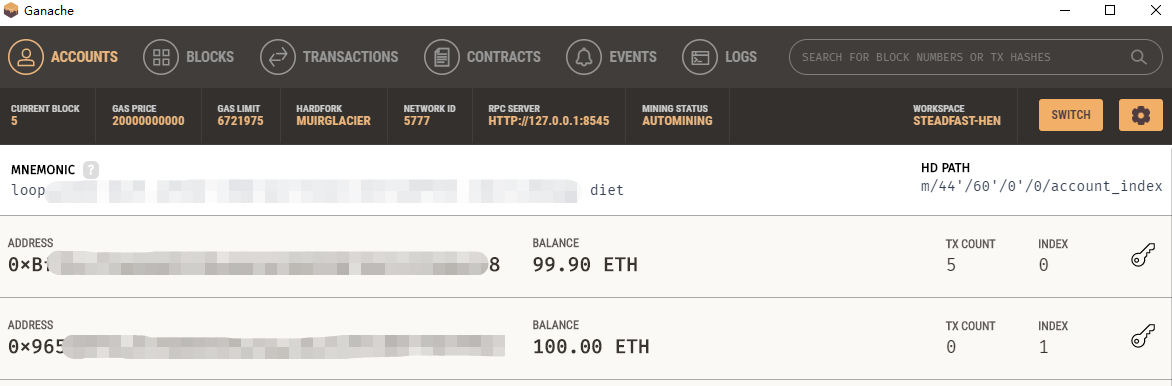 Ganache
ACCOUNTS BLOCKS TRANSACTIONS CONTRACTS EVENTS LOGS SEARCH FOR BLOCK NUMBERS OR TX HASHES
CURRENT BLOCK GAS PRICE GAS LIMIT HARDFORK NETWORK ID RPC SERVER MINING STATUS WORKSPACE
5 20000000000 6721975 MUIRGLACIER 5777 HTTP://127.0.0.1:8545 AUTOMINING STEADFAST-HEN SWITCH
MNEMONIC ? HD PATH
loop diet m/44'/60'/0'/0/account_index
ADDRESS BALANCE TX COUNT INDEX
0×B 8 99.90 ETH 5 0
ADDRESS BALANCE TX COUNT INDEX
0×965 100.00 ETH 0 1